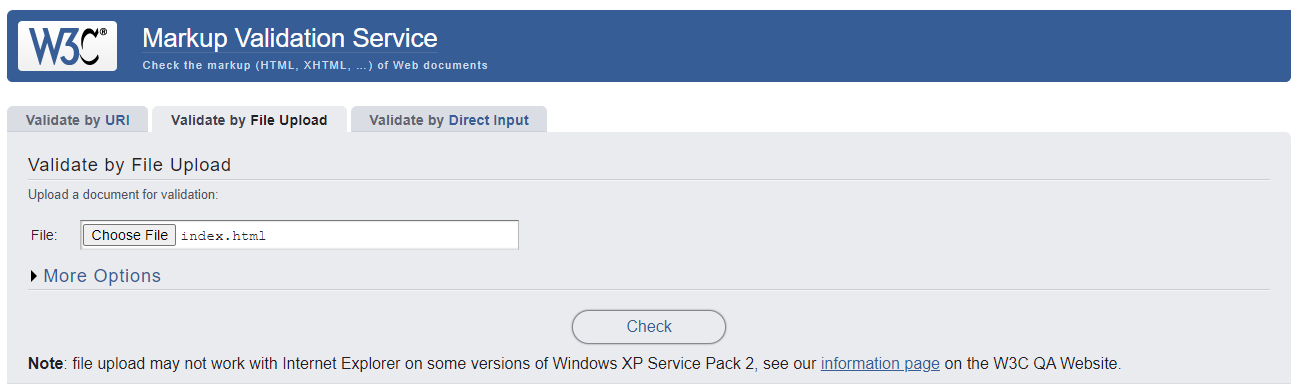 W3C®
Markup Validation Service
Check the markup (HTML, XHTML, …) of Web documents
Validate by URI
Validate by File Upload
Validate by Direct Input
Validate by File Upload
Upload a document for validation:
File: Choose File index.html
More Options
Check
Note: file upload may not work with Internet Explorer on some versions of Windows XP Service Pack 2, see our information page on the W3C QA Website.